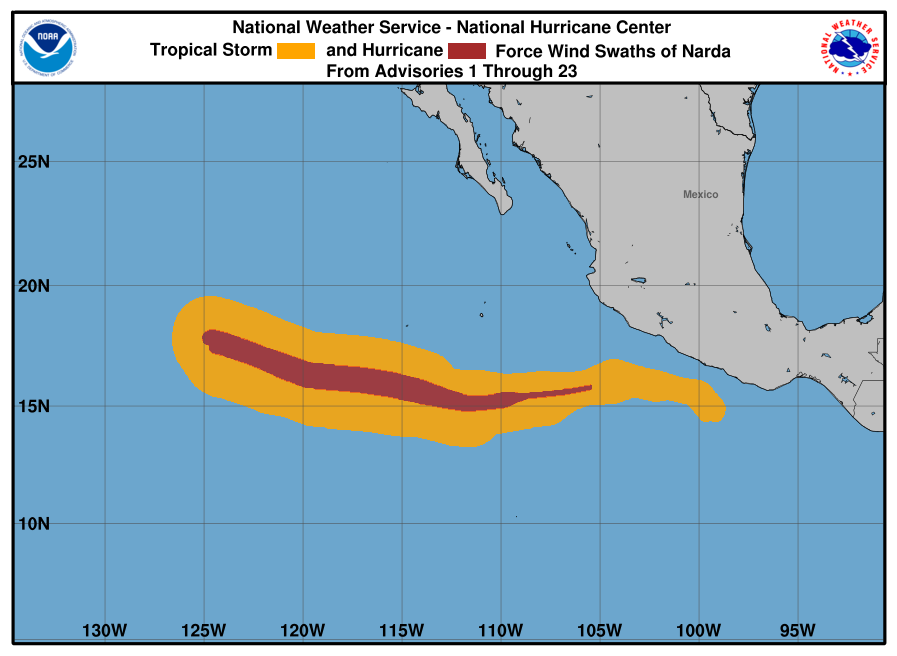 National Weather Service - National Hurricane Center
Tropical Storm and Hurricane Force Wind Swaths of Narda
From Advisories 1 Through 23
NOAA
NATIONAL WEATHER SERVICE
25N
Mexico
20N
15N
10N
130W 125W 120W 115W 110W 105W 100W 95W